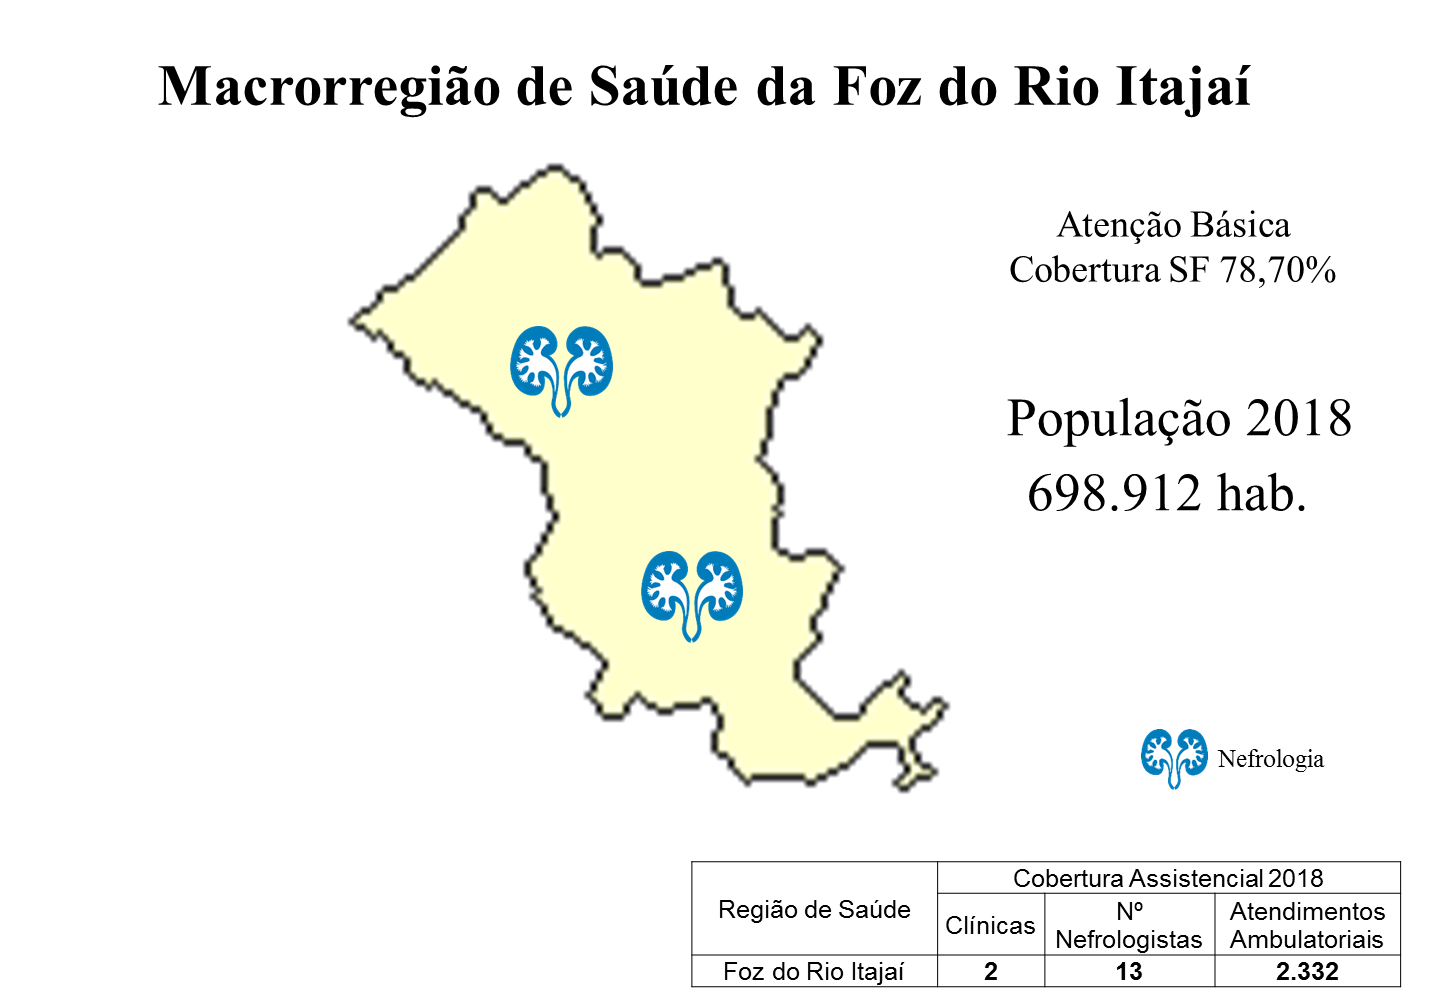 Macrorregião de Saúde da Foz do Rio Itajaí
Atenção Básica
Cobertura SF 78,70%
População 2018
698.912 hab.
Nefrologia
Região de Saúde
Cobertura Assistencial 2018
Clínicas
Nº
Nefrologistas
Atendimentos
Ambulatoriais
Foz do Rio Itajaí 2 13 2.332